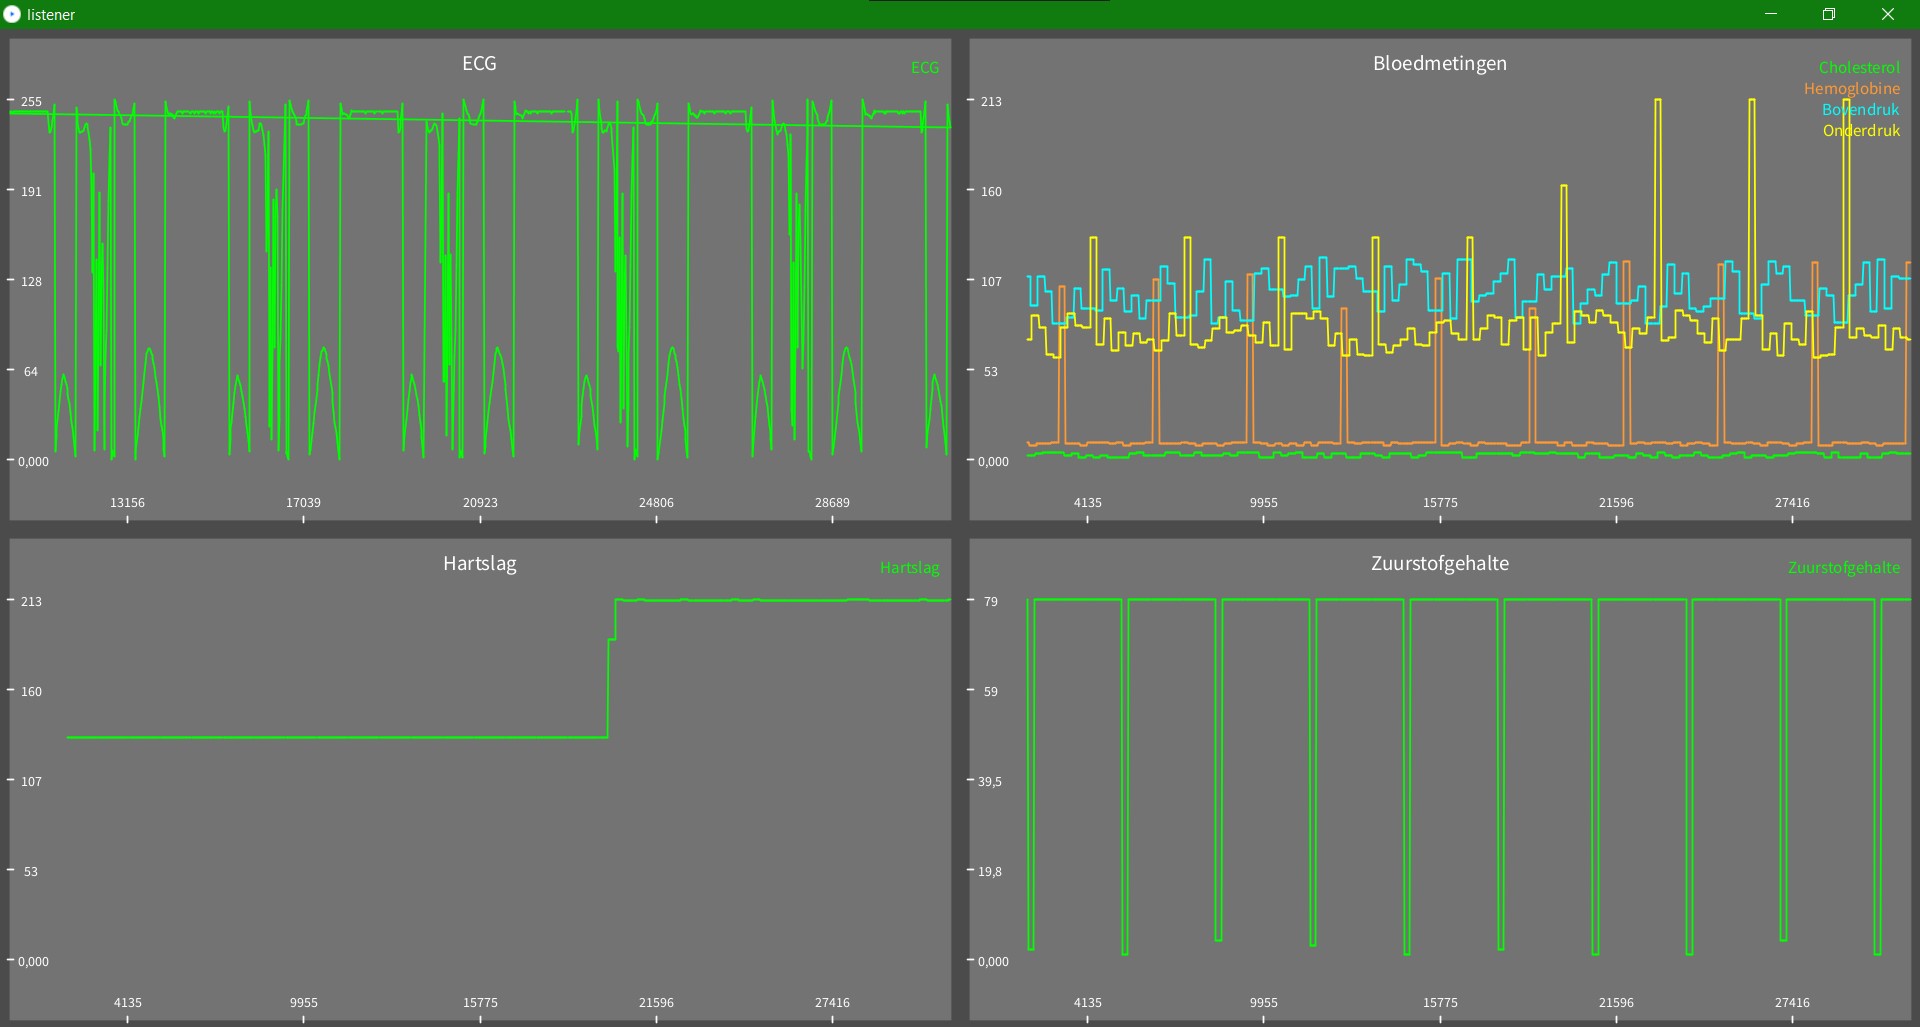 listener
ECG
ECG
255
191
128
64
0,000
13156 17039 20923 24806 28689
Bloedmetingen
Cholesterol
Hemoglobine
Bovendruk
Onderdruk
213
160
107
53
0,000
4135 9955 15775 21596 27416
Hartslag
Hartslag
213
160
107
53
0,000
4135 9955 15775 21596 27416
Zuurstofgehalte
Zuurstofgehalte
79
59
39,5
19,8
0,000
4135 9955 15775 21596 27416